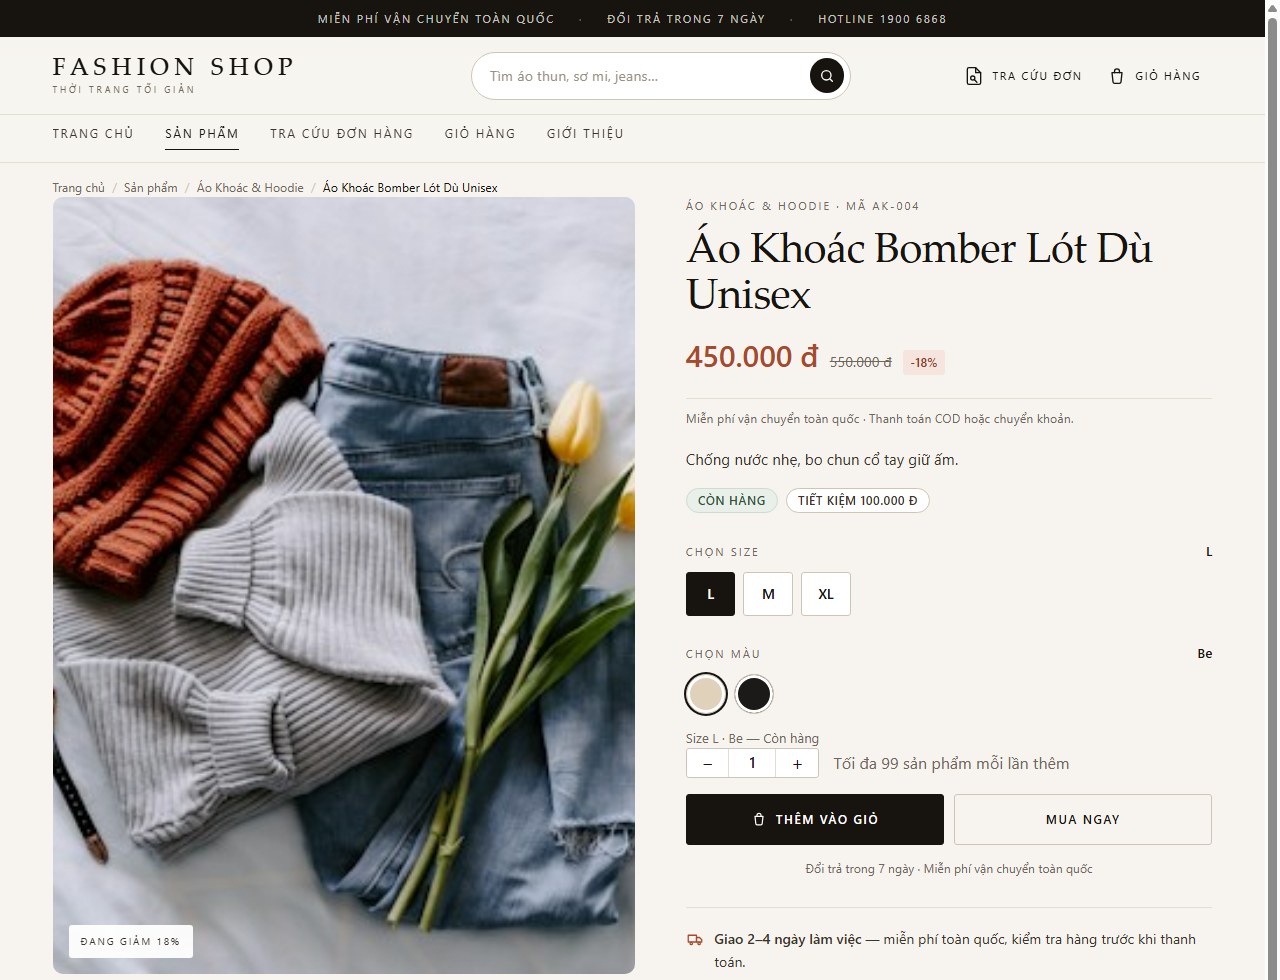 MIỄN PHÍ VẬN CHUYỂN TOÀN QUỐC · ĐỔI TRẢ TRONG 7 NGÀY · HOTLINE 1900 6868
FASHION SHOP
THỜI TRANG TỐI GIẢN
Tìm áo thun, sơ mi, jeans...
TRA CỨU ĐƠN
GIỎ HÀNG
TRANG CHỦ
SẢN PHẨM
TRA CỨU ĐƠN HÀNG
GIỎ HÀNG
GIỚI THIỆU
Trang chủ / Sản phẩm / Áo Khoác & Hoodie / Áo Khoác Bomber Lót Dù Unisex
ĐANG GIẢM 18%
ÁO KHOÁC & HOODIE · MÃ AK-004
Áo Khoác Bomber Lót Dù
Unisex
450.000 đ 550.000 đ -18%
Miễn phí vận chuyển toàn quốc · Thanh toán COD hoặc chuyển khoản.
Chống nước nhẹ, bo chun cổ tay giữ ấm.
CÒN HÀNG
TIẾT KIỆM 100.000 Đ
CHỌN SIZE L
L M XL
CHỌN MÀU Be
Size L · Be — Còn hàng
− 1 + Tối đa 99 sản phẩm mỗi lần thêm
THÊM VÀO GIỎ
MUA NGAY
Đổi trả trong 7 ngày · Miễn phí vận chuyển toàn quốc
Giao 2–4 ngày làm việc — miễn phí toàn quốc, kiểm tra hàng trước khi thanh
toán.